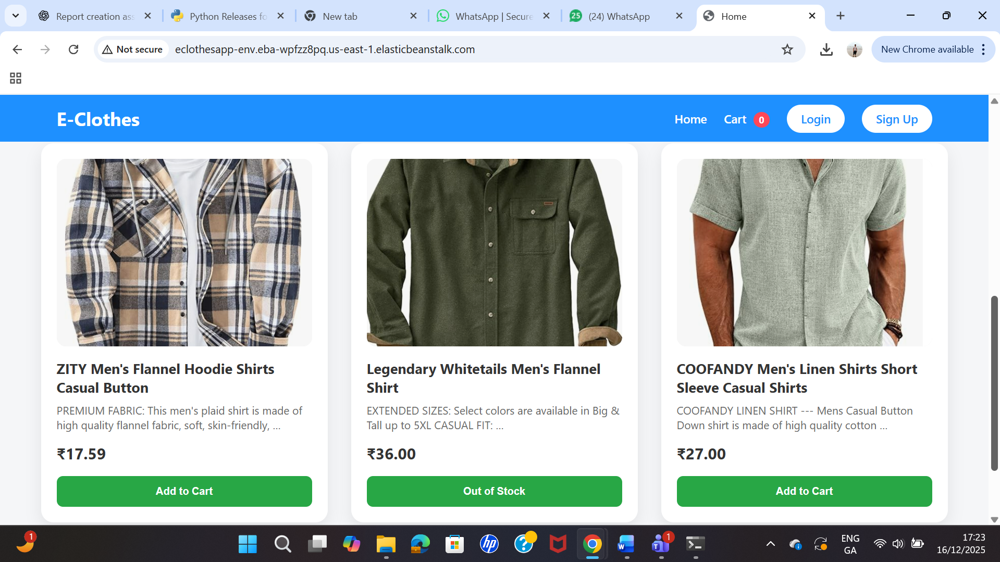 Report creation ass
Python Releases fo
New tab
WhatsApp | Secure
25
(24) WhatsApp
Home
Not secure
eclothesapp-env.eba-wpfzz8pq.us-east-1.elasticbeanstalk.com
New Chrome available
E-Clothes
Home
Cart 0
Login
Sign Up
ZITY Men's Flannel Hoodie Shirts
Casual Button
PREMIUM FABRIC: This men's plaid shirt is made of
high quality flannel fabric, soft, skin-friendly, ...
₹17.59
Add to Cart
Legendary Whitetails Men's Flannel
Shirt
EXTENDED SIZES: Select colors are available in Big &
Tall up to 5XL CASUAL FIT: ...
₹36.00
Out of Stock
COOFANDY Men's Linen Shirts Short
Sleeve Casual Shirts
COOFANDY LINEN SHIRT --- Mens Casual Button
Down shirt is made of high quality cotton ...
₹27.00
Add to Cart
1
hp
?
W
T
1
ENG
GA
17:23
16/12/2025